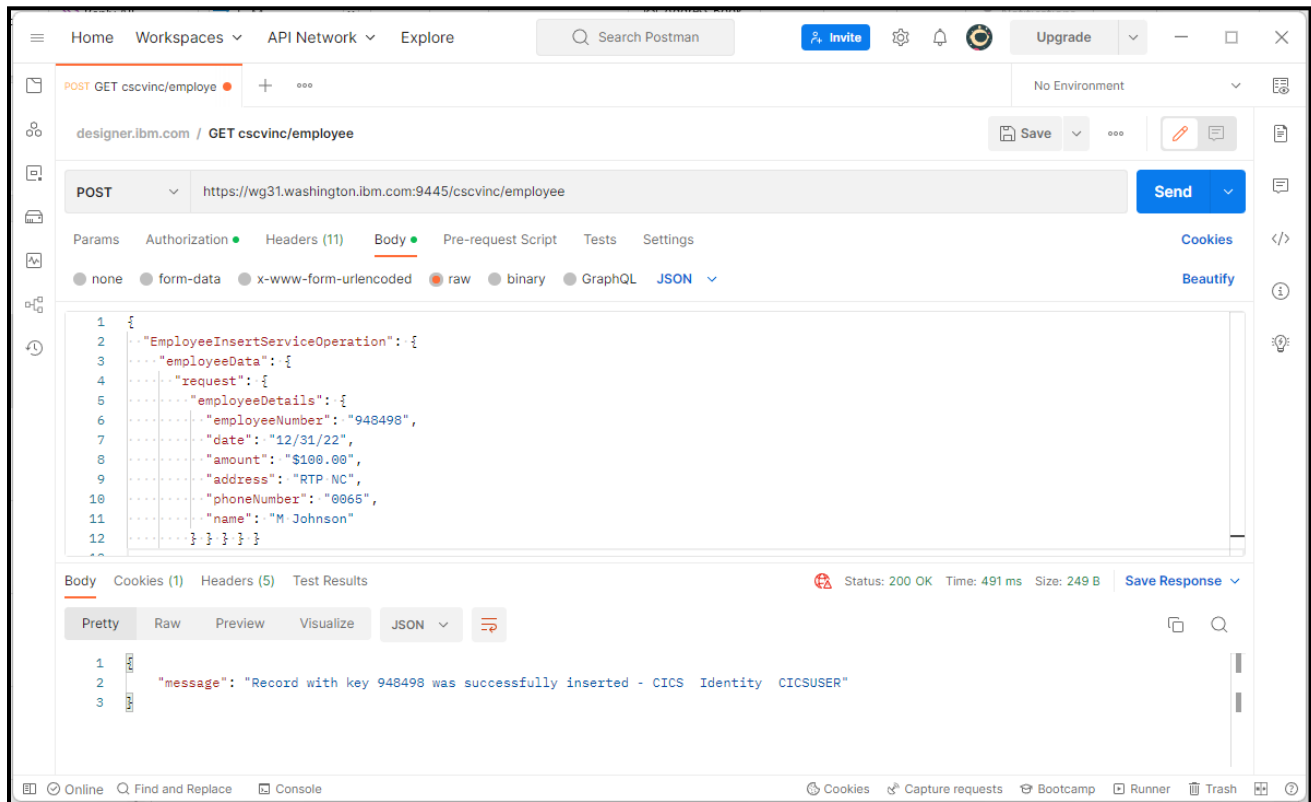 Home Workspaces API Network Explore Search Postman Invite Upgrade
POST GET cscvinc/employe No Environment
designer.ibm.com / GET cscvinc/employee Save
POST https://wg31.washington.ibm.com:9445/cscvinc/employee Send
Params Authorization Headers (11) Body Pre-request Script Tests Settings Cookies
none form-data x-www-form-urlencoded raw binary GraphQL JSON Beautify
1 {
2 "EmployeeInsertServiceOperation": {
3 "employeeData": {
4 "request": {
5 "employeeDetails": {
6 "employeeNumber": "948498",
7 "date": "12/31/22",
8 "amount": "$100.00",
9 "address": "RTP NC",
10 "phoneNumber": "0065",
11 "name": "M Johnson"
12 } } } } }
Body Cookies (1) Headers (5) Test Results Status: 200 OK Time: 491 ms Size: 249 B Save Response
Pretty Raw Preview Visualize JSON
1 {
2 "message": "Record with key 948498 was successfully inserted - CICS  Identity  CICSUSER"
3 }
Online Find and Replace Console Cookies Capture requests Bootcamp Runner Trash